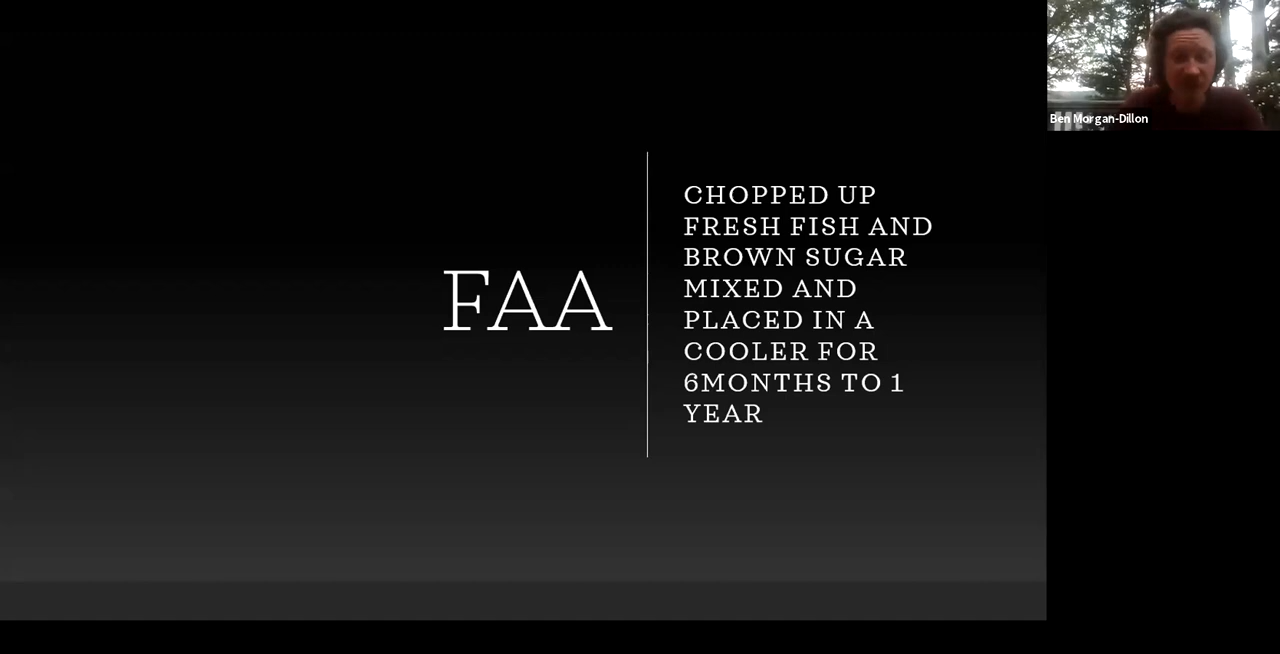 FAA
CHOPPED UP
FRESH FISH AND
BROWN SUGAR
MIXED AND
PLACED IN A
COOLER FOR
6MONTHS TO 1
YEAR
Ben Morgan-Dillon